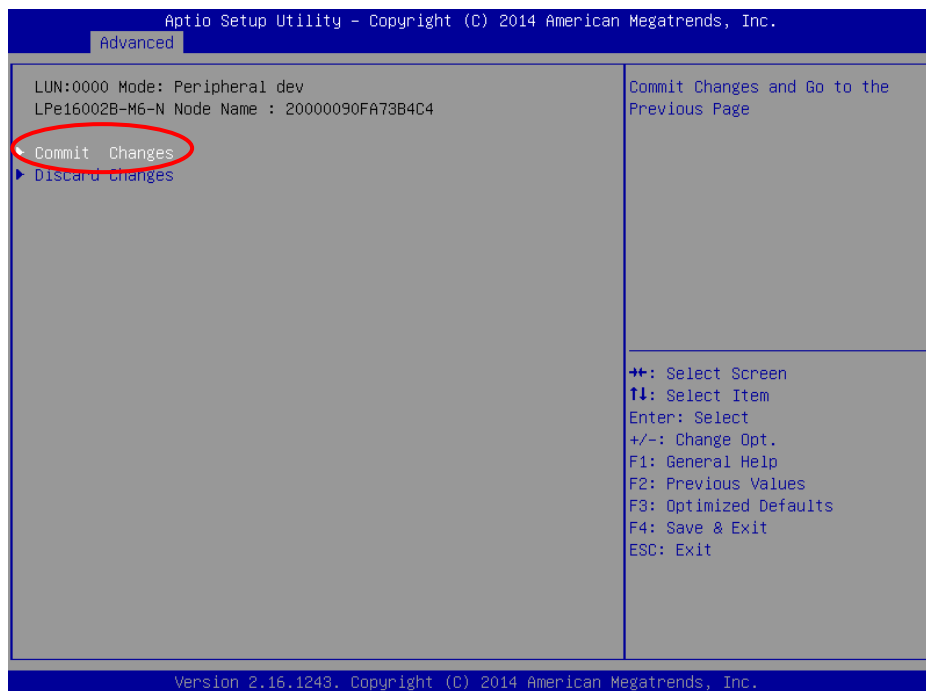 Aptio Setup Utility – Copyright (C) 2014 American Megatrends, Inc.
Advanced
LUN:0000 Mode: Peripheral dev
LPe16002B-M6-N Node Name : 20000090FA73B4C4
Commit Changes
Discard Changes
Commit Changes and Go to the
Previous Page
→←: Select Screen
↑↓: Select Item
Enter: Select
+/-: Change Opt.
F1: General Help
F2: Previous Values
F3: Optimized Defaults
F4: Save & Exit
ESC: Exit
Version 2.16.1243. Copyright (C) 2014 American Megatrends, Inc.